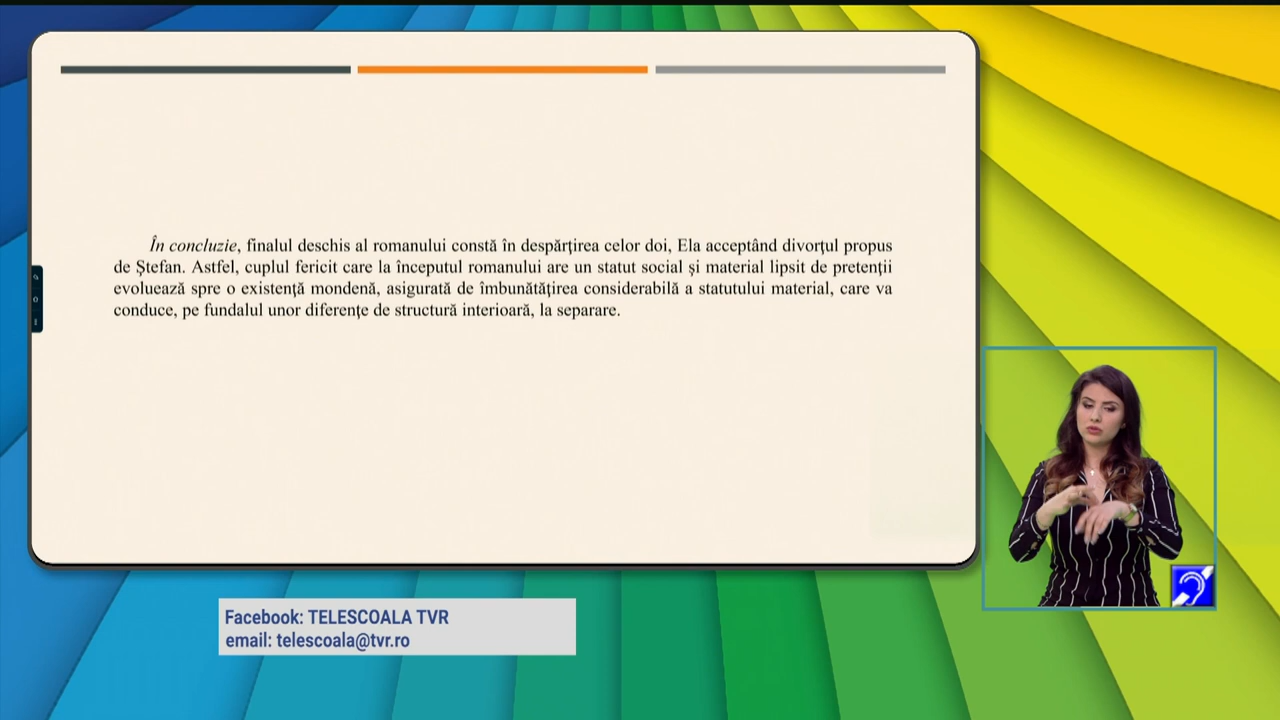 În concluzie, finalul deschis al romanului constă în despărțirea celor doi, Ela acceptând divorțul propus
de Ștefan. Astfel, cuplul fericit care la începutul romanului are un statut social și material lipsit de pretenții
evoluează spre o existență mondenă, asigurată de îmbunătățirea considerabilă a statutului material, care va
conduce, pe fundalul unor diferențe de structură interioară, la separare.
Facebook: TELESCOALA TVR
email: telescoala@tvr.ro